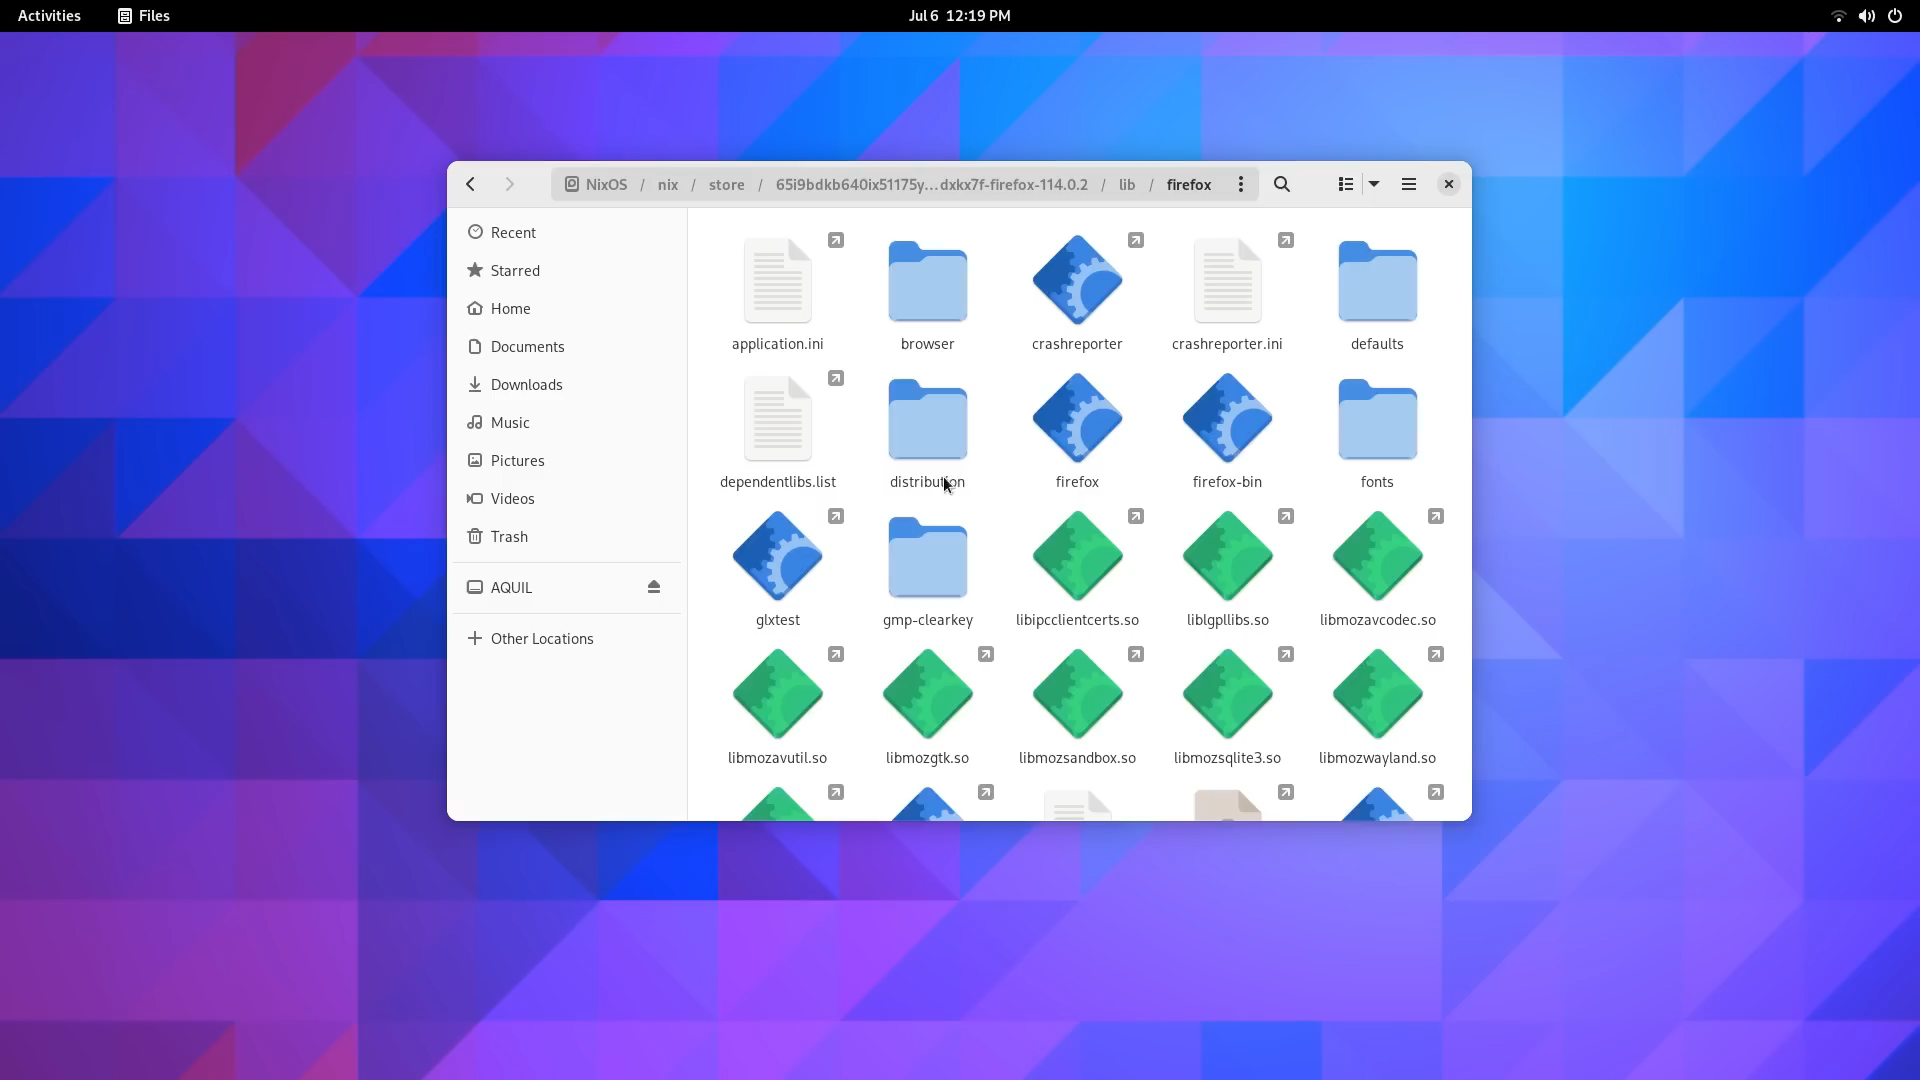 Activities Files Jul 6 12:19 PM
NixOS / nix / store / 65i9bdkb640ix51175y...dxkx7f-firefox-114.0.2 / lib / firefox
Recent
Starred
Home
Documents
Downloads
Music
Pictures
Videos
Trash
AQUIL
Other Locations
application.ini browser crashreporter crashreporter.ini defaults
dependentlibs.list distribution firefox firefox-bin fonts
glxtest gmp-clearkey libipcclientcerts.so liblgpllibs.so libmozavcodec.so
libmozavutil.so libmozgtk.so libmozsandbox.so libmozsqlite3.so libmozwayland.so